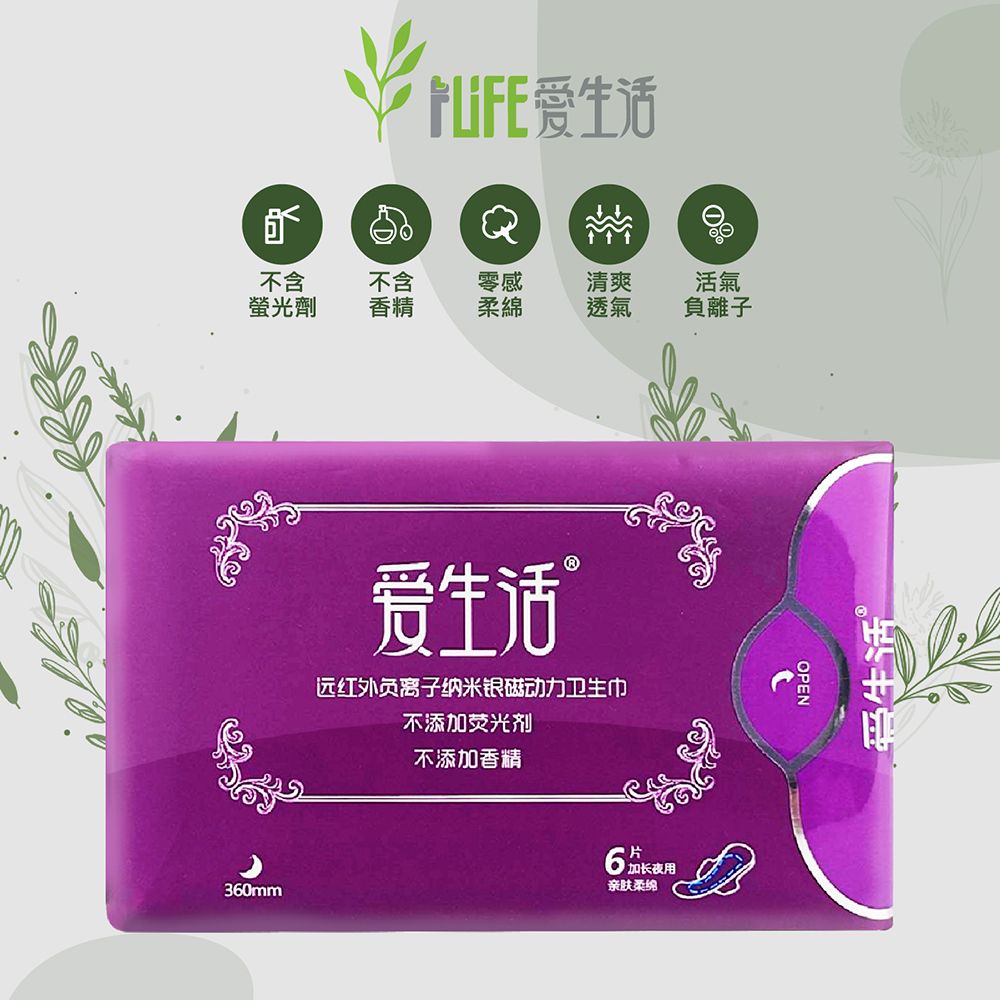 iLiFE爱生活
不含
螢光劑
不含
香精
零感
柔綿
清爽
透氣
活氣
負離子
爱生活®
远红外负离子纳米银磁动力卫生巾
不添加荧光剂
不添加香精
OPEN
爱生活®
360mm
6片
加长夜用
亲肤柔绵